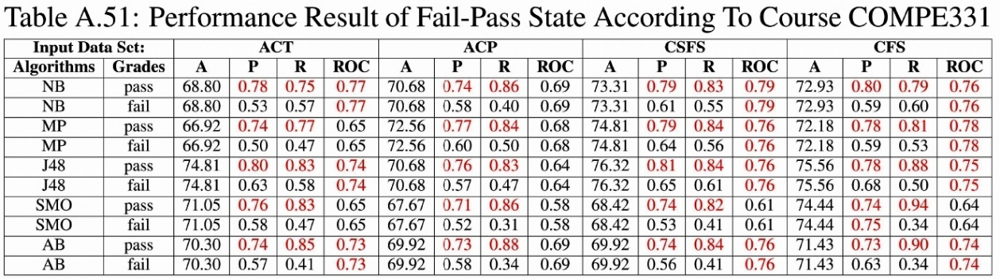 Table A.51: Performance Result of Fail-Pass State According To Course COMPE331
Input Data Set: ACT ACP CSFS CFS
Algorithms Grades A P R ROC A P R ROC A P R ROC A P R ROC
NB pass 68.80 0.78 0.75 0.77 70.68 0.74 0.86 0.69 73.31 0.79 0.83 0.79 72.93 0.80 0.79 0.76
NB fail 68.80 0.53 0.57 0.77 70.68 0.58 0.40 0.69 73.31 0.61 0.55 0.79 72.93 0.59 0.60 0.76
MP pass 66.92 0.74 0.77 0.65 72.56 0.77 0.84 0.68 74.81 0.79 0.84 0.76 72.18 0.78 0.81 0.78
MP fail 66.92 0.50 0.47 0.65 72.56 0.60 0.50 0.68 74.81 0.64 0.56 0.76 72.18 0.59 0.53 0.78
J48 pass 74.81 0.80 0.83 0.74 70.68 0.76 0.83 0.64 76.32 0.81 0.84 0.76 75.56 0.78 0.88 0.75
J48 fail 74.81 0.63 0.58 0.74 70.68 0.57 0.47 0.64 76.32 0.65 0.61 0.76 75.56 0.68 0.50 0.75
SMO pass 71.05 0.76 0.83 0.65 67.67 0.71 0.86 0.58 68.42 0.74 0.82 0.61 74.44 0.74 0.94 0.64
SMO fail 71.05 0.58 0.47 0.65 67.67 0.52 0.31 0.58 68.42 0.53 0.41 0.61 74.44 0.75 0.34 0.64
AB pass 70.30 0.74 0.85 0.73 69.92 0.73 0.88 0.69 69.92 0.74 0.84 0.76 71.43 0.73 0.90 0.74
AB fail 70.30 0.57 0.41 0.73 69.92 0.58 0.34 0.69 69.92 0.56 0.41 0.76 71.43 0.63 0.34 0.74